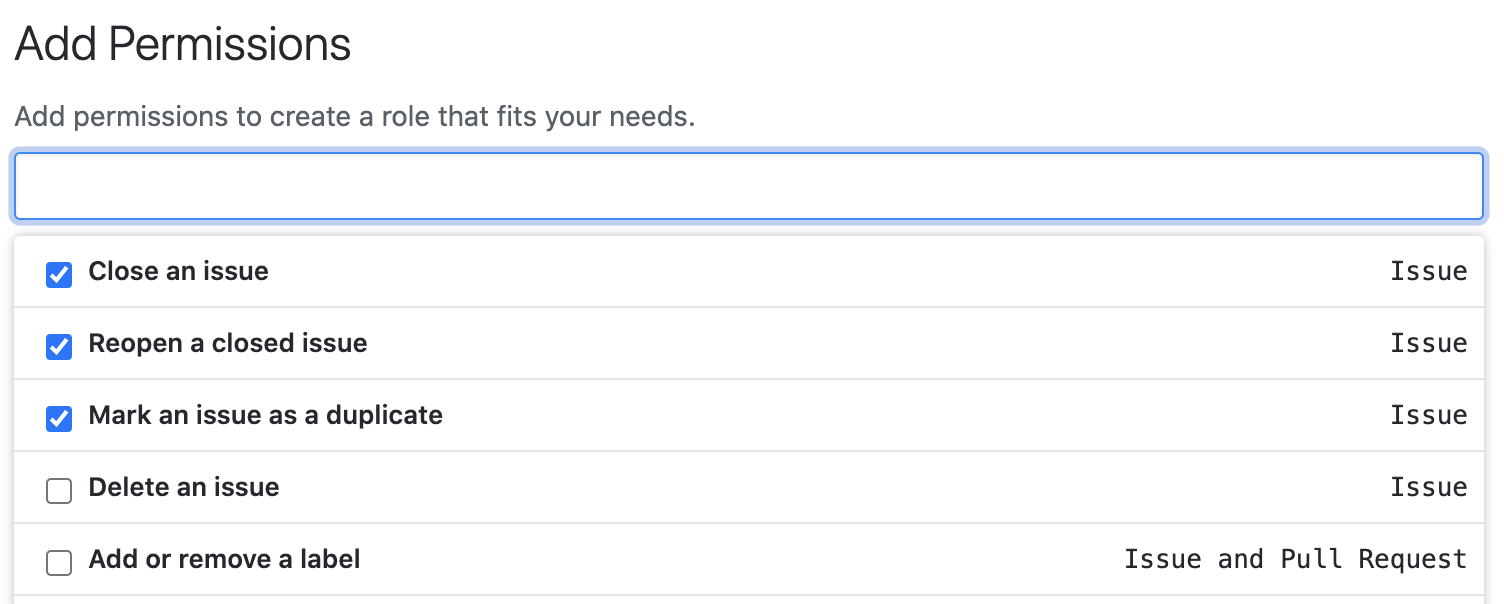 Add Permissions
Add permissions to create a role that fits your needs.
Close an issue Issue
Reopen a closed issue Issue
Mark an issue as a duplicate Issue
Delete an issue Issue
Add or remove a label Issue and Pull Request